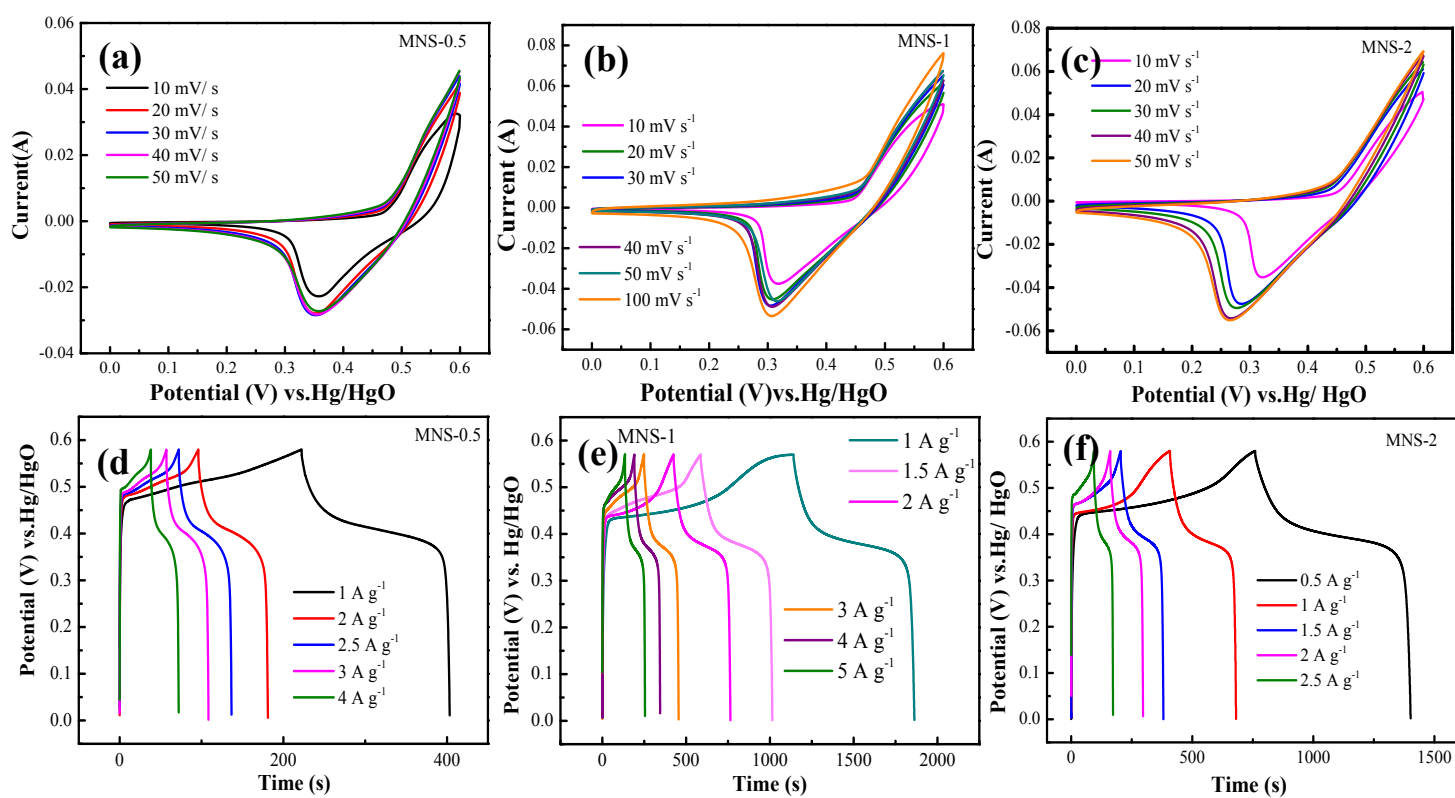 (a)
MNS-0.5
10 mV/ s
20 mV/ s
30 mV/ s
40 mV/ s
50 mV/ s
0.06
0.04
0.02
0.00
-0.02
-0.04
Current(A)
0.0 0.1 0.2 0.3 0.4 0.5 0.6
Potential (V) vs.Hg/HgO
(b)
MNS-1
10 mV s⁻¹
20 mV s⁻¹
30 mV s⁻¹
40 mV s⁻¹
50 mV s⁻¹
100 mV s⁻¹
0.08
0.06
0.04
0.02
0.00
-0.02
-0.04
-0.06
Current (A)
0.0 0.1 0.2 0.3 0.4 0.5 0.6
Potential (V)vs.Hg/HgO
(c)
MNS-2
10 mV s⁻¹
20 mV s⁻¹
30 mV s⁻¹
40 mV s⁻¹
50 mV s⁻¹
0.08
0.06
0.04
0.02
0.00
-0.02
-0.04
-0.06
Current (A)
0.0 0.1 0.2 0.3 0.4 0.5 0.6
Potential (V) vs.Hg/ HgO
(d)
MNS-0.5
1 A g⁻¹
2 A g⁻¹
2.5 A g⁻¹
3 A g⁻¹
4 A g⁻¹
0.6
0.5
0.4
0.3
0.2
0.1
0.0
Potential (V) vs.Hg/HgO
0 200 400
Time (s)
(e)
MNS-1
1 A g⁻¹
1.5 A g⁻¹
2 A g⁻¹
3 A g⁻¹
4 A g⁻¹
5 A g⁻¹
0.6
0.5
0.4
0.3
0.2
0.1
0.0
Potential (V) vs. Hg/HgO
0 500 1000 1500 2000
Time (s)
(f)
MNS-2
0.5 A g⁻¹
1 A g⁻¹
1.5 A g⁻¹
2 A g⁻¹
2.5 A g⁻¹
0.6
0.5
0.4
0.3
0.2
0.1
0.0
Potential (V) vs.Hg/ HgO
0 500 1000 1500
Time (s)